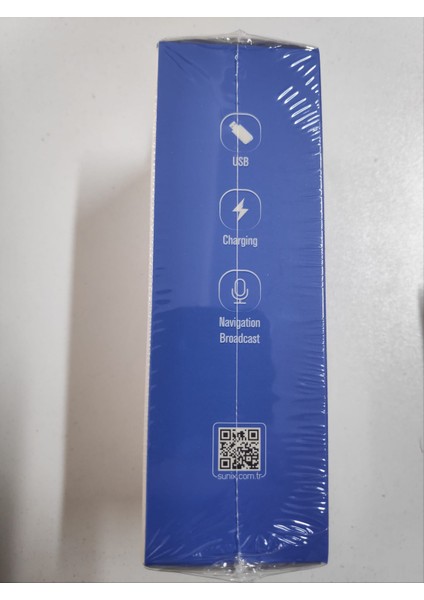 USB
Charging
Navigation
Broadcast
sunix.com.tr